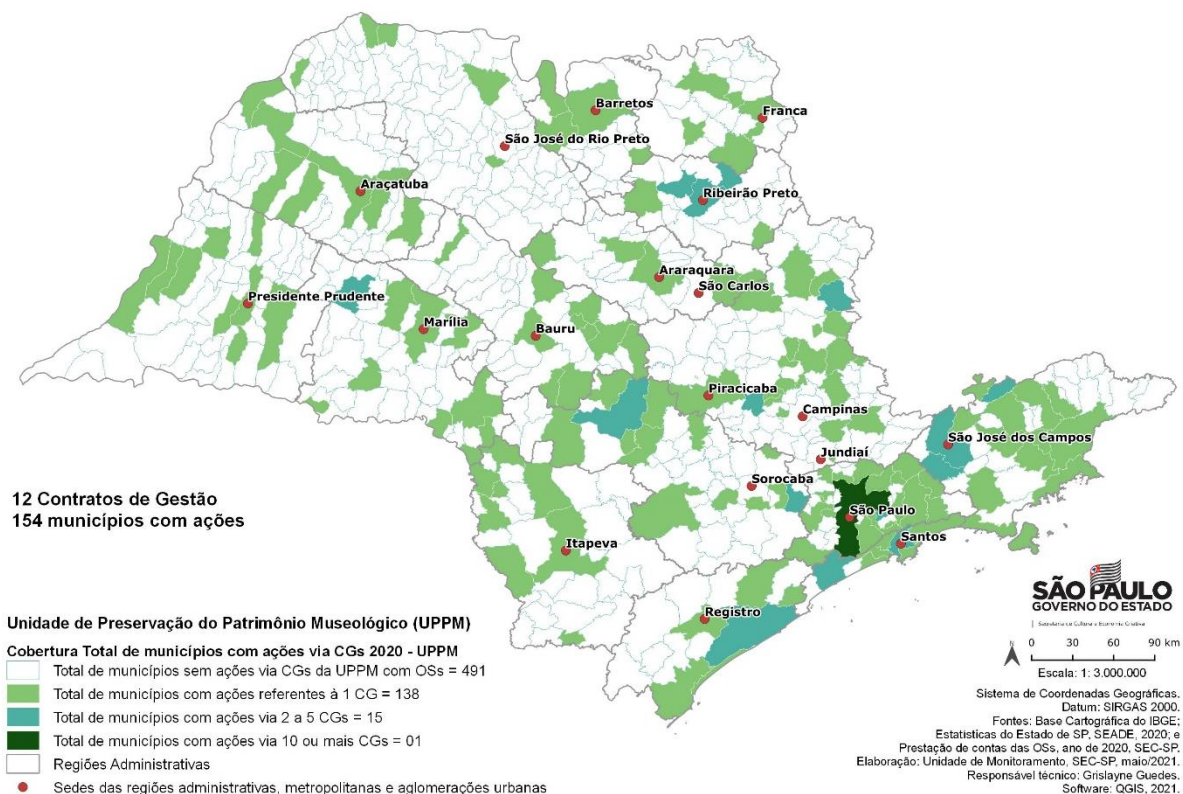 Barretos
Franca
São José do Rio Preto
Araçatuba
Ribeirão Preto
Araraquara
São Carlos
Presidente Prudente
Marília
Bauru
Piracicaba
Campinas
São José dos Campos
Jundiaí
Sorocaba
São Paulo
Santos
Itapeva
Registro
12 Contratos de Gestão
154 municípios com ações
Unidade de Preservação do Patrimônio Museológico (UPPM)
Cobertura Total de municípios com ações via CGs 2020 - UPPM
Total de municípios sem ações via CGs da UPPM com OSs = 491
Total de municípios com ações referentes à 1 CG = 138
Total de municípios com ações via 2 a 5 CGs = 15
Total de municípios com ações via 10 ou mais CGs = 01
Regiões Administrativas
Sedes das regiões administrativas, metropolitanas e aglomerações urbanas
SÃO PAULO
GOVERNO DO ESTADO
Secretaria de Cultura e Economia Criativa
N
0 30 60 90 km
Escala: 1: 3.000.000
Sistema de Coordenadas Geográficas.
Datum: SIRGAS 2000.
Fontes: Base Cartográfica do IBGE;
Estatísticas do Estado de SP, SEADE, 2020; e
Prestação de contas das OSs, ano de 2020, SEC-SP.
Elaboração: Unidade de Monitoramento, SEC-SP, maio/2021.
Responsável técnico: Grislayne Guedes.
Software: QGIS, 2021.